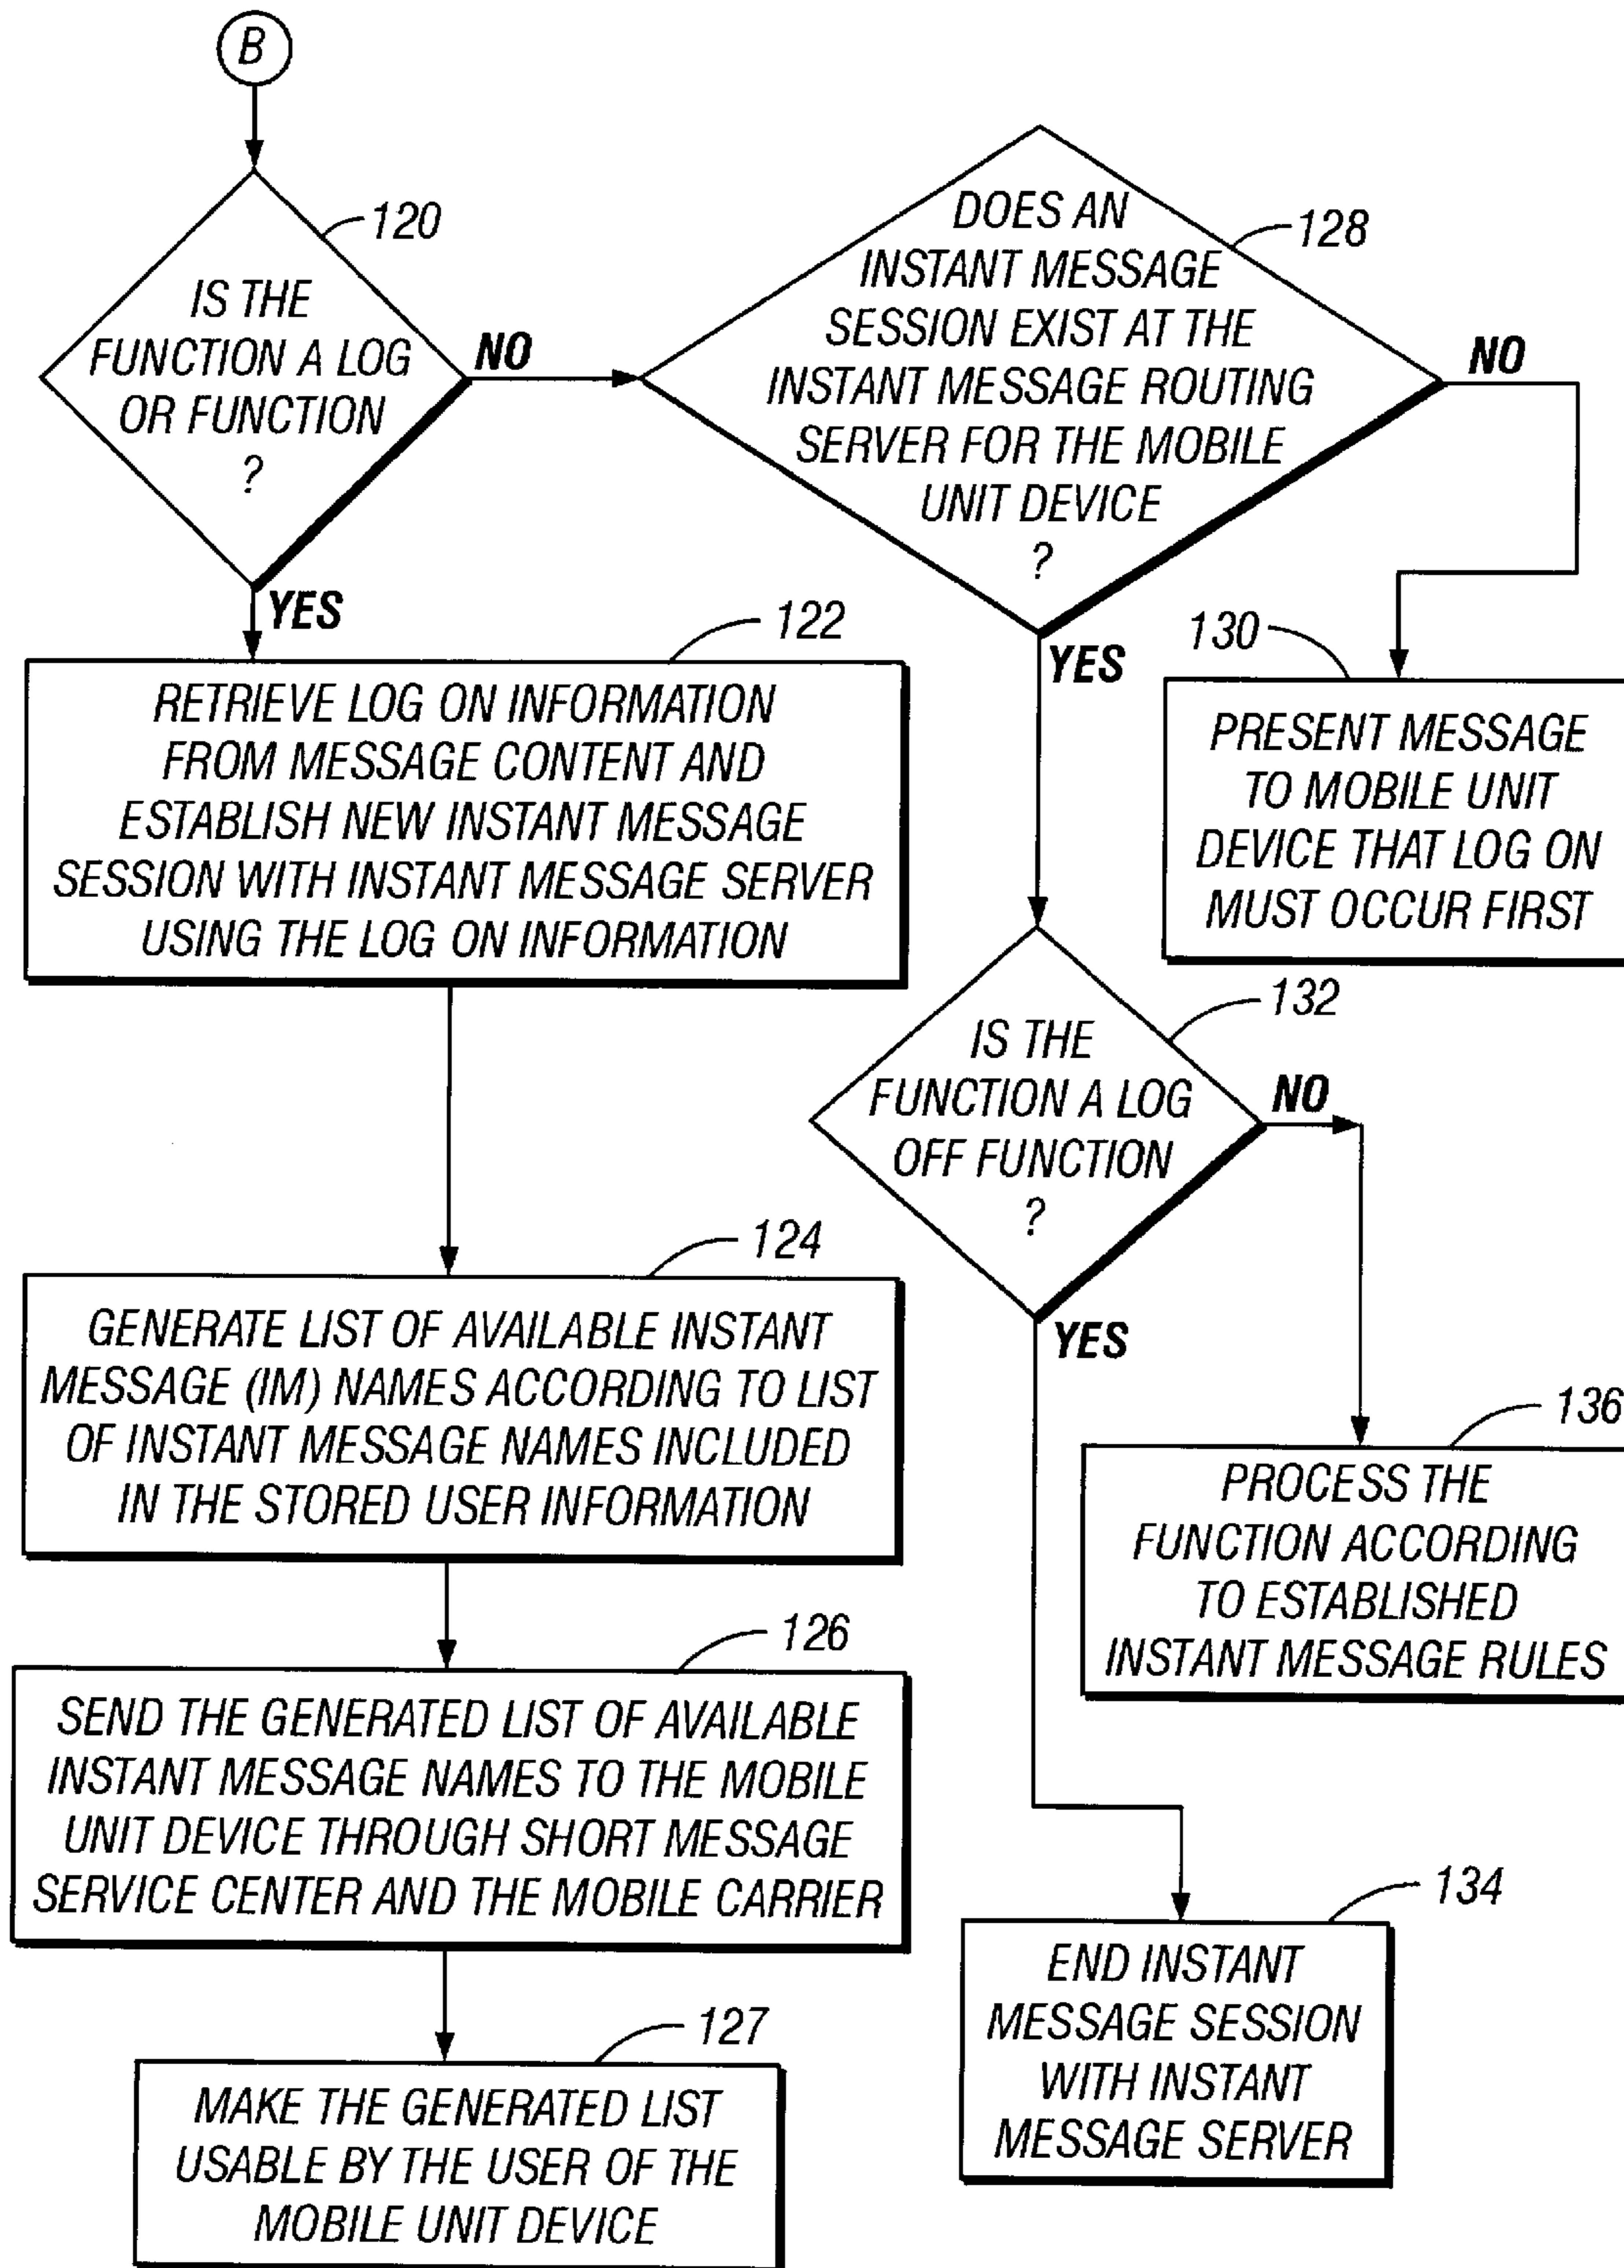 B
120
IS THE
FUNCTION A LOG
OR FUNCTION
?
NO
YES
128
DOES AN
INSTANT MESSAGE
SESSION EXIST AT THE
INSTANT MESSAGE ROUTING
SERVER FOR THE MOBILE
UNIT DEVICE
?
NO
YES
122
RETRIEVE LOG ON INFORMATION
FROM MESSAGE CONTENT AND
ESTABLISH NEW INSTANT MESSAGE
SESSION WITH INSTANT MESSAGE SERVER
USING THE LOG ON INFORMATION
130
PRESENT MESSAGE
TO MOBILE UNIT
DEVICE THAT LOG ON
MUST OCCUR FIRST
132
IS THE
FUNCTION A LOG
OFF FUNCTION
?
NO
YES
124
GENERATE LIST OF AVAILABLE INSTANT
MESSAGE (IM) NAMES ACCORDING TO LIST
OF INSTANT MESSAGE NAMES INCLUDED
IN THE STORED USER INFORMATION
136
PROCESS THE
FUNCTION ACCORDING
TO ESTABLISHED
INSTANT MESSAGE RULES
126
SEND THE GENERATED LIST OF AVAILABLE
INSTANT MESSAGE NAMES TO THE MOBILE
UNIT DEVICE THROUGH SHORT MESSAGE
SERVICE CENTER AND THE MOBILE CARRIER
134
END INSTANT
MESSAGE SESSION
WITH INSTANT
MESSAGE SERVER
127
MAKE THE GENERATED LIST
USABLE BY THE USER OF THE
MOBILE UNIT DEVICE